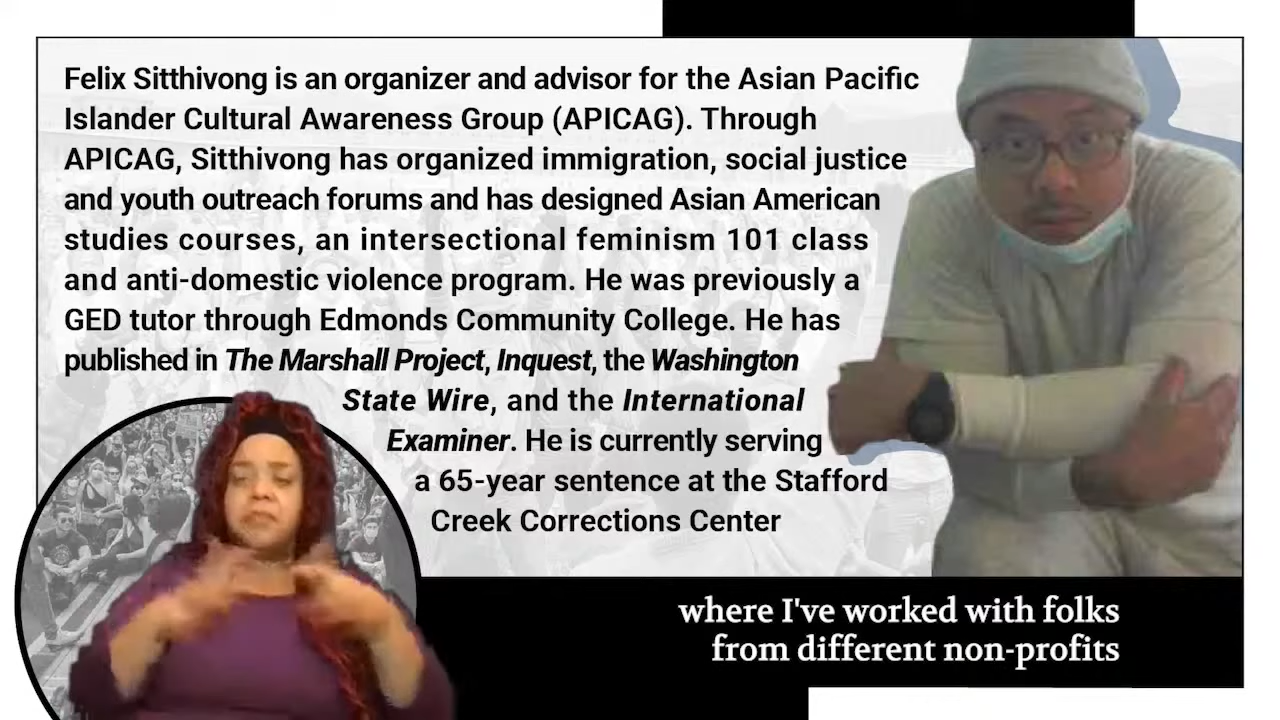 Felix Sitthivong is an organizer and advisor for the Asian Pacific
Islander Cultural Awareness Group (APICAG). Through
APICAG, Sitthivong has organized immigration, social justice
and youth outreach forums and has designed Asian American
studies courses, an intersectional feminism 101 class
and anti-domestic violence program. He was previously a
GED tutor through Edmonds Community College. He has
published in The Marshall Project, Inquest, the Washington
State Wire, and the International
Examiner. He is currently serving
a 65-year sentence at the Stafford
Creek Corrections Center
where I've worked with folks
from different non-profits